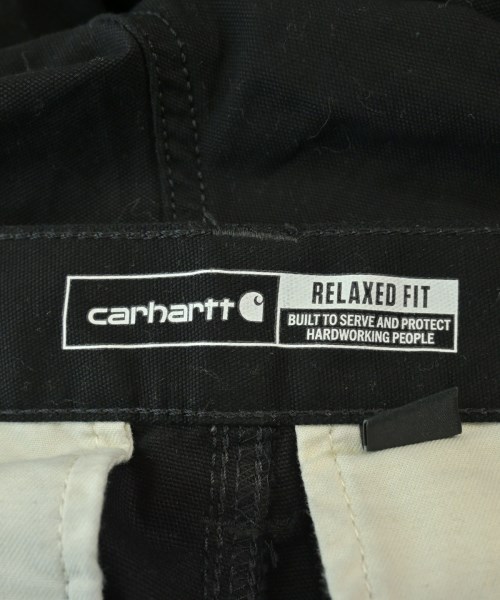 carhartt
RELAXED FIT
BUILT TO SERVE AND PROTECT
HARDWORKING PEOPLE